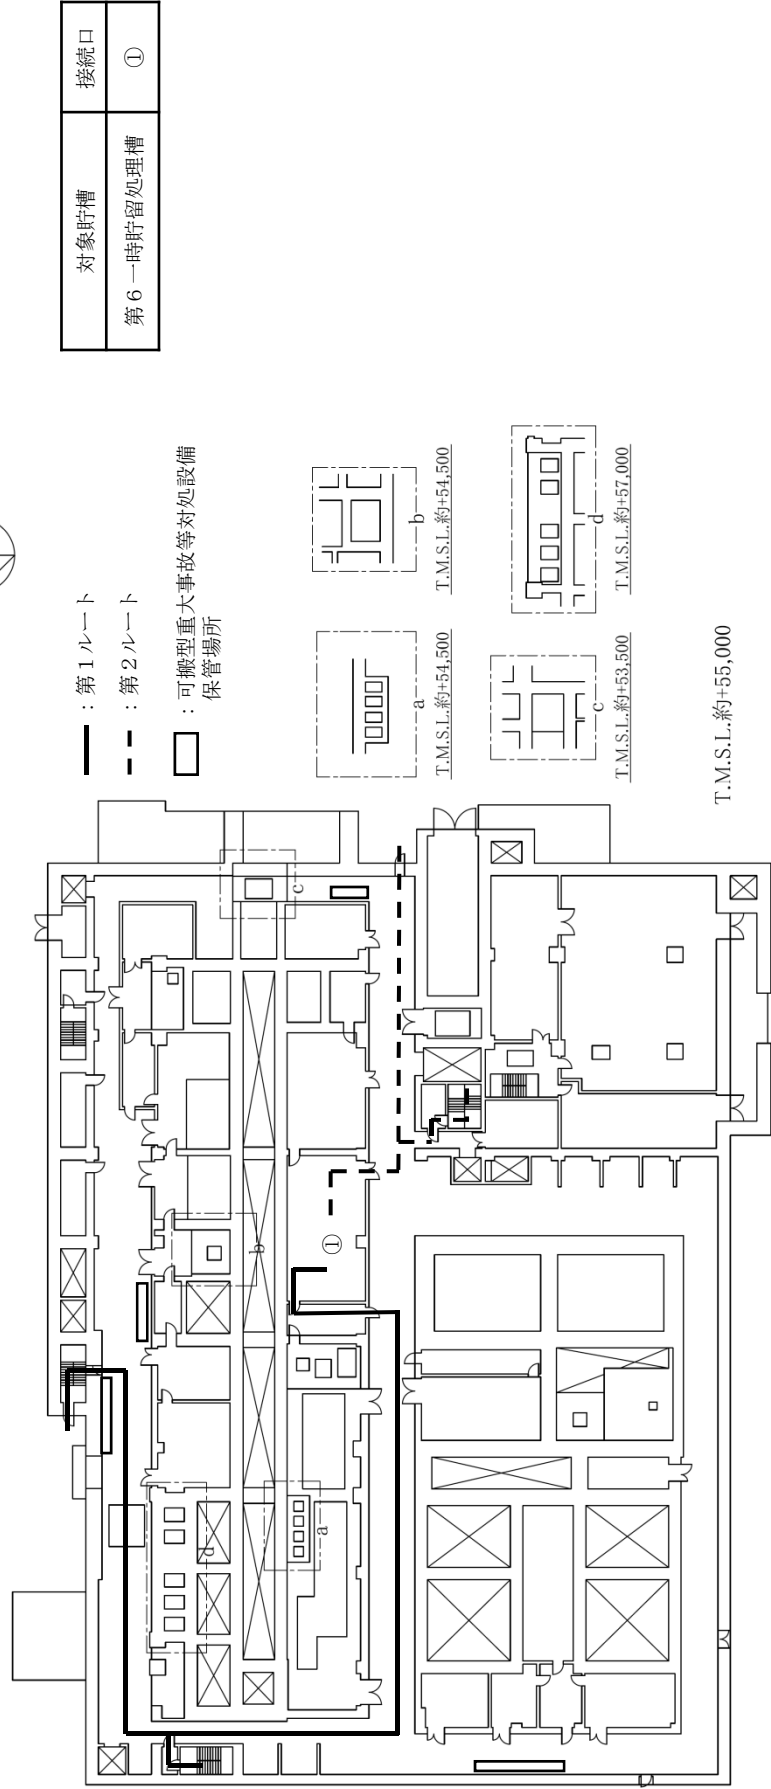 対象貯槽 接続口
第6一時貯留処理槽 ①
：第1ルート
：第2ルート
：可搬型重大事故等対処設備
保管場所
a
T.M.S.L.約+54,500
b
T.M.S.L.約+54,500
c
T.M.S.L.約+53,500
d
T.M.S.L.約+57,000
T.M.S.L.約+55,000
c
b
①
a
d